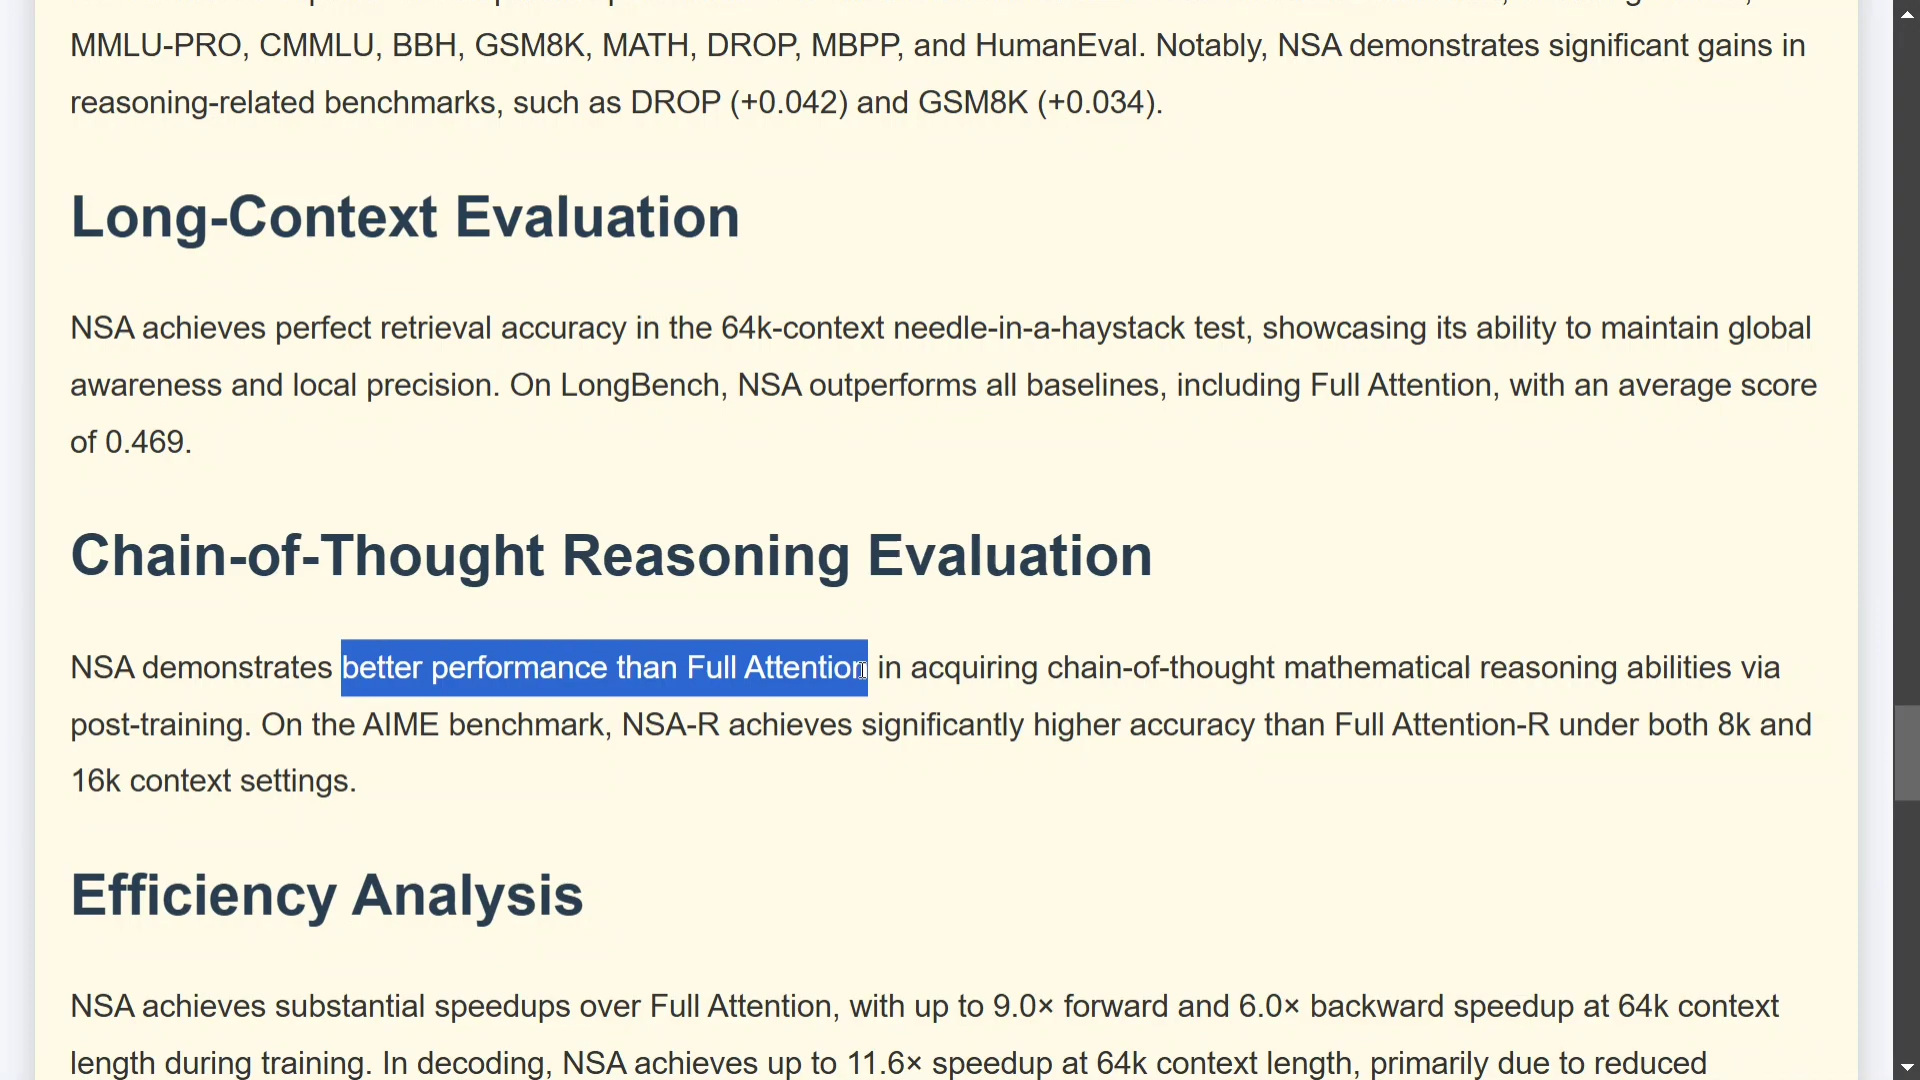 MMLU-PRO, CMMLU, BBH, GSM8K, MATH, DROP, MBPP, and HumanEval. Notably, NSA demonstrates significant gains in
reasoning-related benchmarks, such as DROP (+0.042) and GSM8K (+0.034).
Long-Context Evaluation
NSA achieves perfect retrieval accuracy in the 64k-context needle-in-a-haystack test, showcasing its ability to maintain global
awareness and local precision. On LongBench, NSA outperforms all baselines, including Full Attention, with an average score
of 0.469.
Chain-of-Thought Reasoning Evaluation
NSA demonstrates better performance than Full Attention in acquiring chain-of-thought mathematical reasoning abilities via
post-training. On the AIME benchmark, NSA-R achieves significantly higher accuracy than Full Attention-R under both 8k and
16k context settings.
Efficiency Analysis
NSA achieves substantial speedups over Full Attention, with up to 9.0× forward and 6.0× backward speedup at 64k context
length during training. In decoding, NSA achieves up to 11.6× speedup at 64k context length, primarily due to reduced